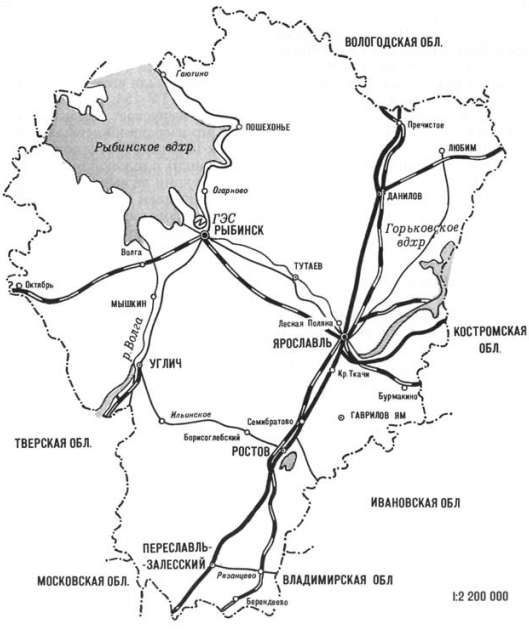 ВОЛОГОДСКАЯ ОБЛ.
Гаютино
Пречистое
ПОШЕХОНЬЕ
ЛЮБИМ
Рыбинское вдхр
Огарково
ДАНИЛОВ
ГЭС
РЫБИНСК
Горьковское
вдхр
Волга
ТУТАЕВ
Октябрь
МЫШКИН
Лесная Поляна
р. Волга
ЯРОСЛАВЛЬ
КОСТРОМСКАЯ
ОБЛ.
УГЛИЧ
Кр. Ткачи
Бурмакино
Ильинское
Семибратово
ГАВРИЛОВ ЯМ
Борисоглебский
ТВЕРСКАЯ ОБЛ.
РОСТОВ
ИВАНОВСКАЯ ОБЛ
ПЕРЕСЛАВЛЬ-
ЗАЛЕССКИЙ
Рязанцево
МОСКОВСКАЯ ОБЛ.
ВЛАДИМИРСКАЯ ОБЛ
Берендеево
1:2 200 000